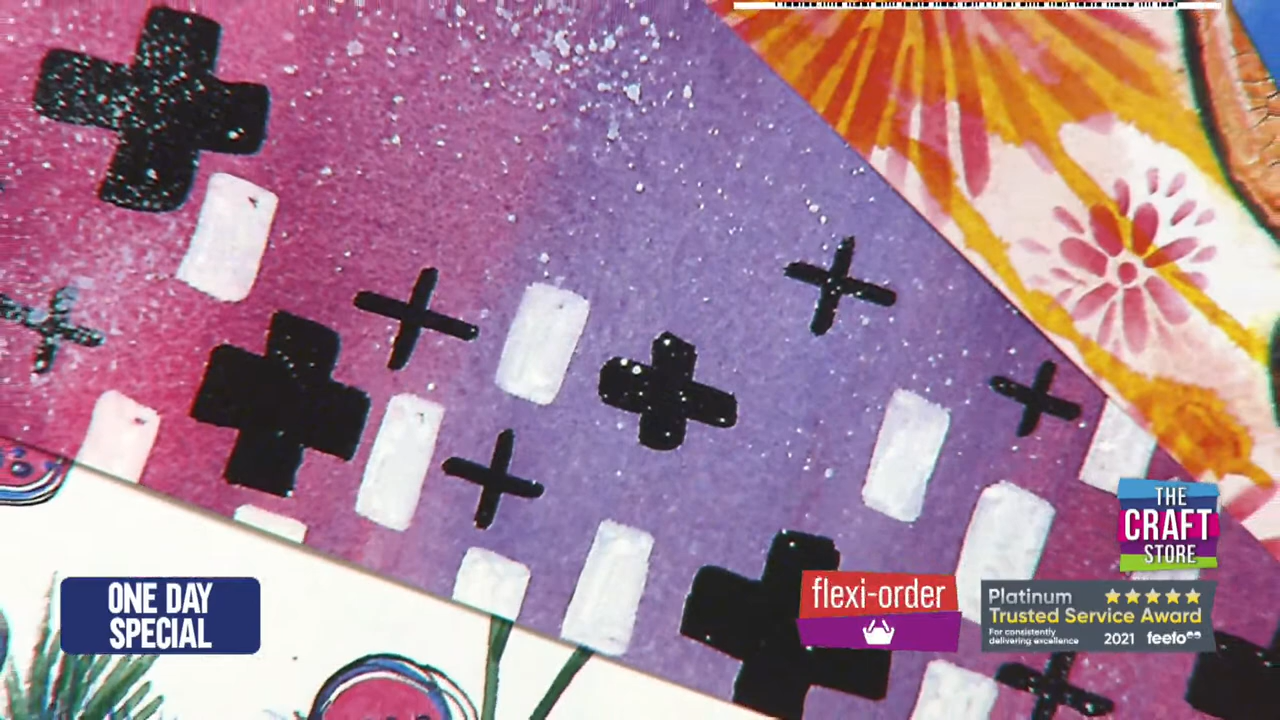 THE
CRAFT
STORE
ONE DAY
SPECIAL
flexi-order
Platinum
Trusted Service Award
For consistently
delivering excellence
2021 feefo